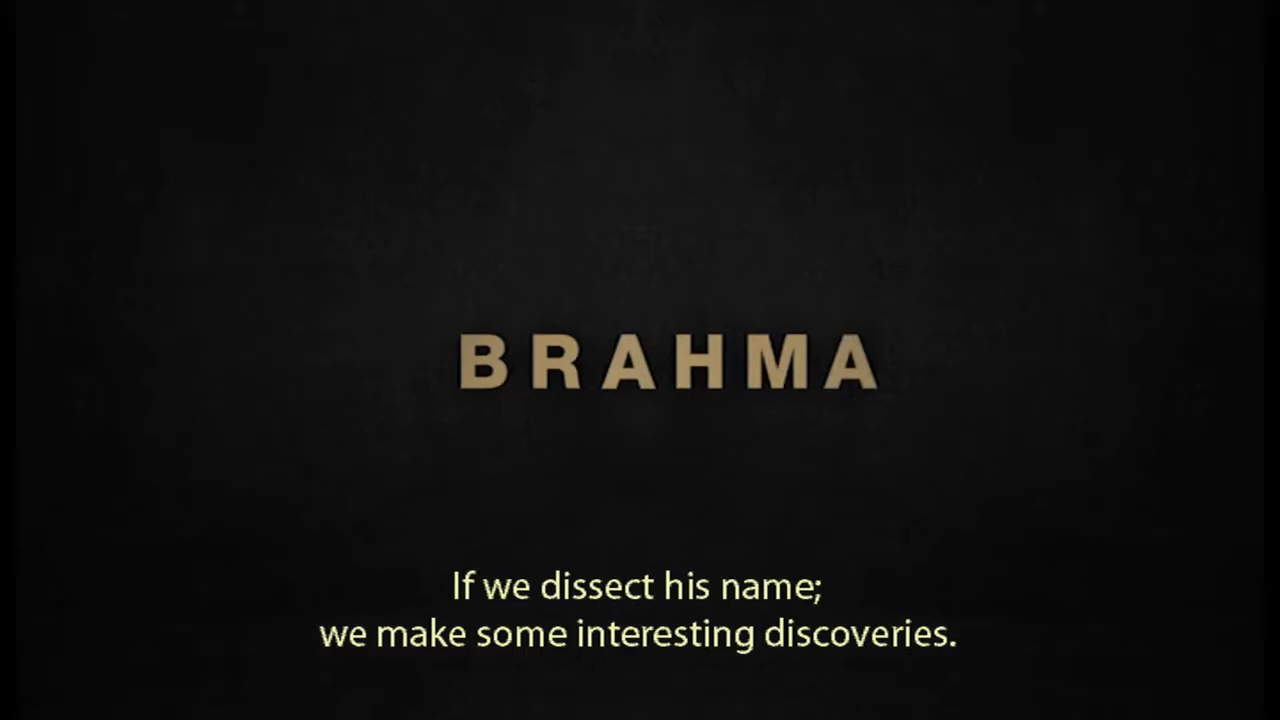 BRAHMA
If we dissect his name;
we make some interesting discoveries.